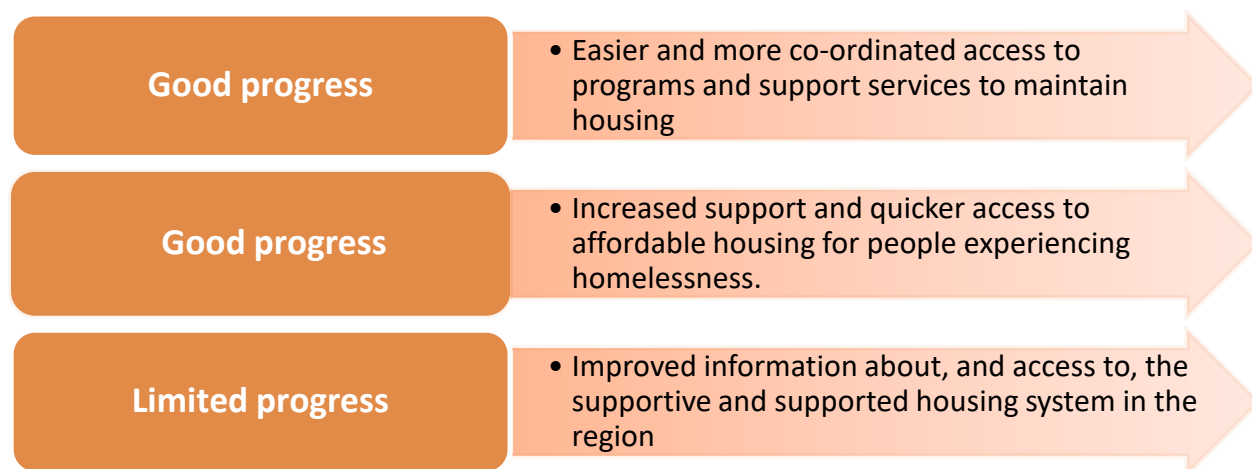 Good progress
• Easier and more co-ordinated access to
programs and support services to maintain
housing
Good progress
• Increased support and quicker access to
affordable housing for people experiencing
homelessness.
Limited progress
• Improved information about, and access to, the
supportive and supported housing system in the
region